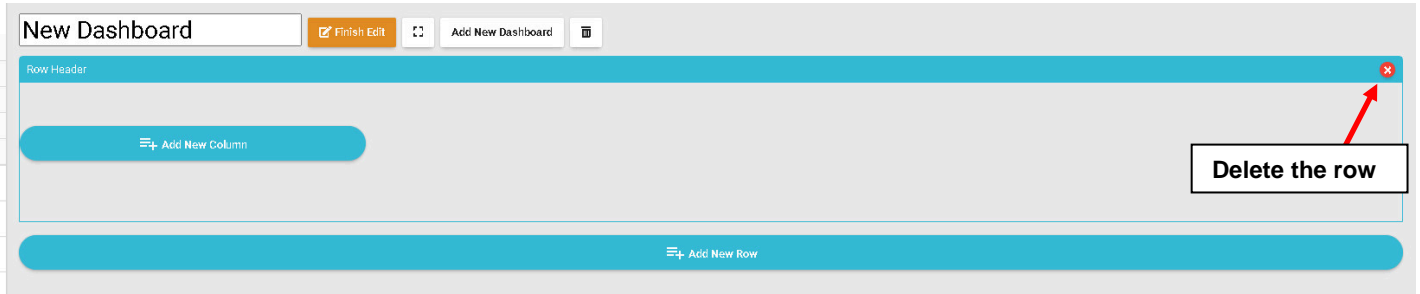 New Dashboard
Finish Edit
Add New Dashboard
Row Header
Add New Column
Delete the row
Add New Row